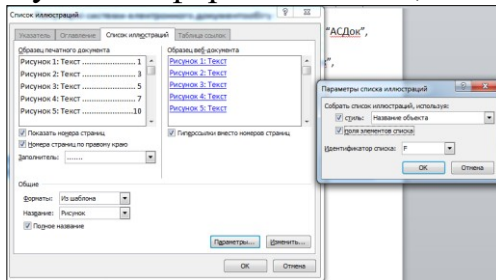 Список иллюстраций
"АСДок",
Указатель Оглавление Список иллюстраций Таблица ссылок
Образец печатного документа
Рисунок 1: Текст ..................... 1
Рисунок 2: Текст ..................... 3
Рисунок 3: Текст ..................... 5
Рисунок 4: Текст ..................... 7
Рисунок 5: Текст .....................10
Образец веб-документа
Рисунок 1: Текст
Рисунок 2: Текст
Рисунок 3: Текст
Рисунок 4: Текст
Рисунок 5: Текст
Показать номера страниц
Номера страниц по правому краю
Гиперссылки вместо номеров страниц
Заполнитель: .......
Общие
Форматы: Из шаблона
Название: Рисунок
Полное название
Параметры... Изменить...
ОК Отмена
Параметры списка иллюстраций
Собрать список иллюстраций, используя:
стиль: Название объекта
поля элементов списка
Идентификатор списка: F
ОК Отмена